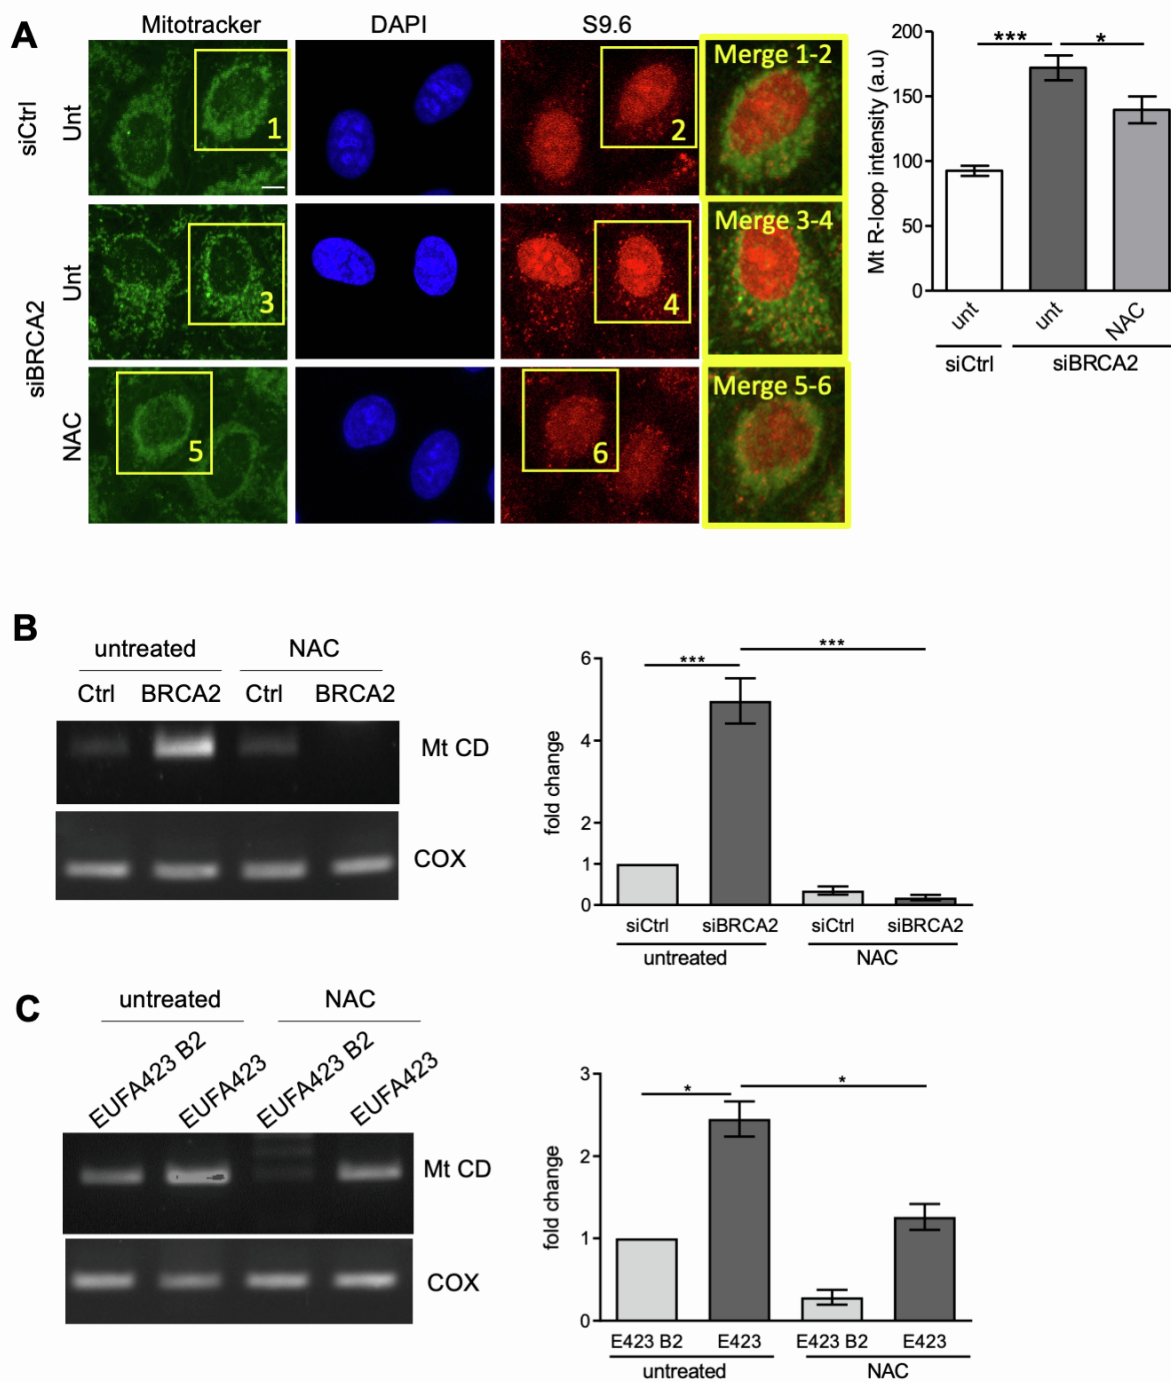 A
Mitotracker DAPI S9.6
siCtrl
Unt
1
2
Merge 1-2
siBRCA2
Unt
3
4
Merge 3-4
NAC
5
6
Merge 5-6
Mt R-loop intensity (a.u)
200
150
100
50
0
*** *
unt unt NAC
siCtrl siBRCA2
B
untreated NAC
Ctrl BRCA2 Ctrl BRCA2
Mt CD
COX
fold change
6
4
2
1
0
*** ***
siCtrl siBRCA2 siCtrl siBRCA2
untreated NAC
C
untreated NAC
EUFA423 B2 EUFA423 EUFA423 B2 EUFA423
Mt CD
COX
fold change
3
2
1
0
* *
E423 B2 E423 E423 B2 E423
untreated NAC